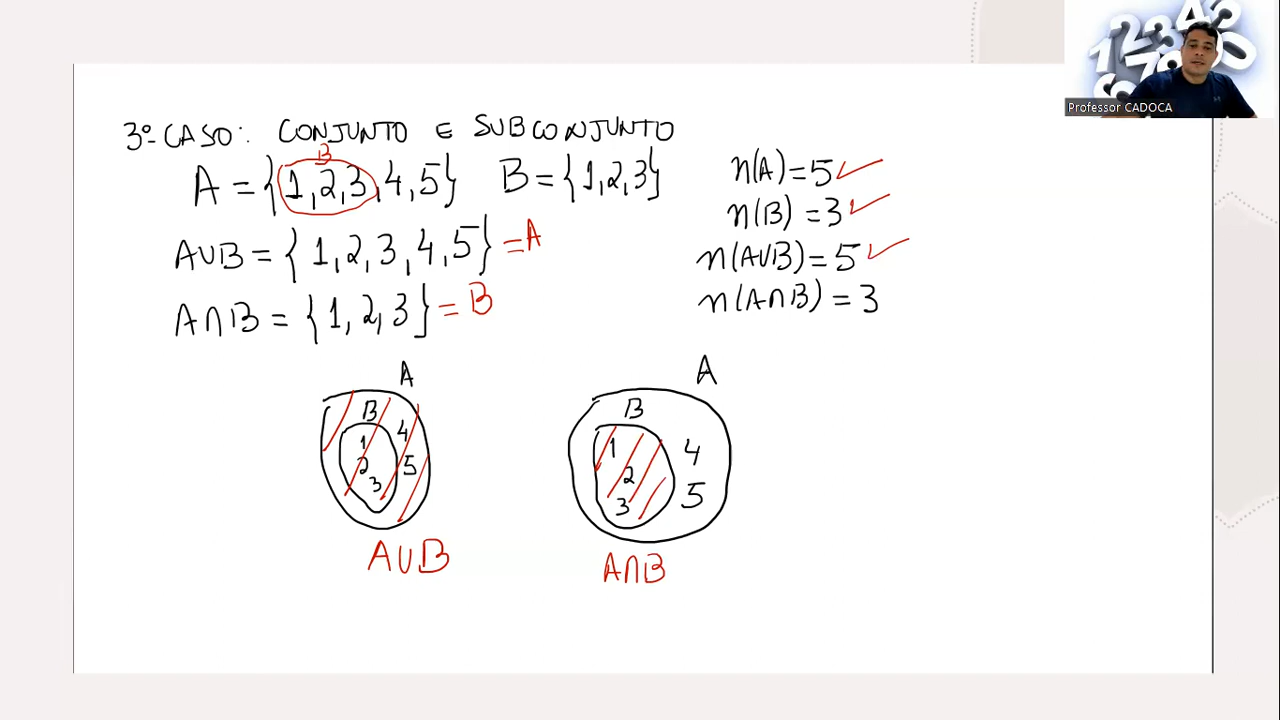 Professor CADOCA
3º CASO: CONJUNTO E SUBCONJUNTO
B
A = {1,2,3,4,5} B = {1,2,3}
A∪B = {1,2,3,4,5} = A
A∩B = {1,2,3} = B
n(A)=5
n(B)=3
n(A∪B)=5
n(A∩B)=3
A
B
1
2
3
4
5
A∪B
A
B
1
2
3
4
5
A∩B